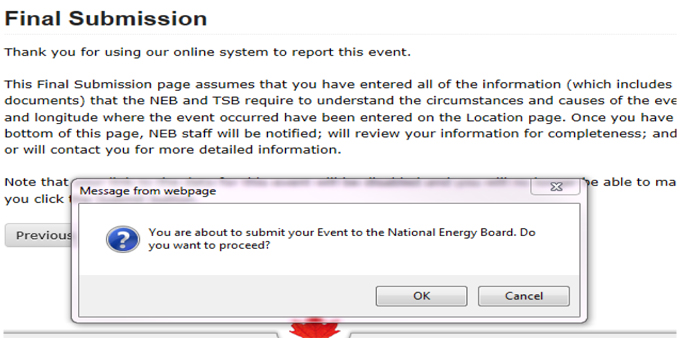 Final Submission
Thank you for using our online system to report this event.
This Final Submission page assumes that you have entered all of the information (which includes
documents) that the NEB and TSB require to understand the circumstances and causes of the eve
and longitude where the event occurred have been entered on the Location page. Once you have
bottom of this page, NEB staff will be notified; will review your information for completeness; and
or will contact you for more detailed information.
Note that be able to ma
you click
Message from webpage
Previous
You are about to submit your Event to the National Energy Board. Do
you want to proceed?
OK Cancel